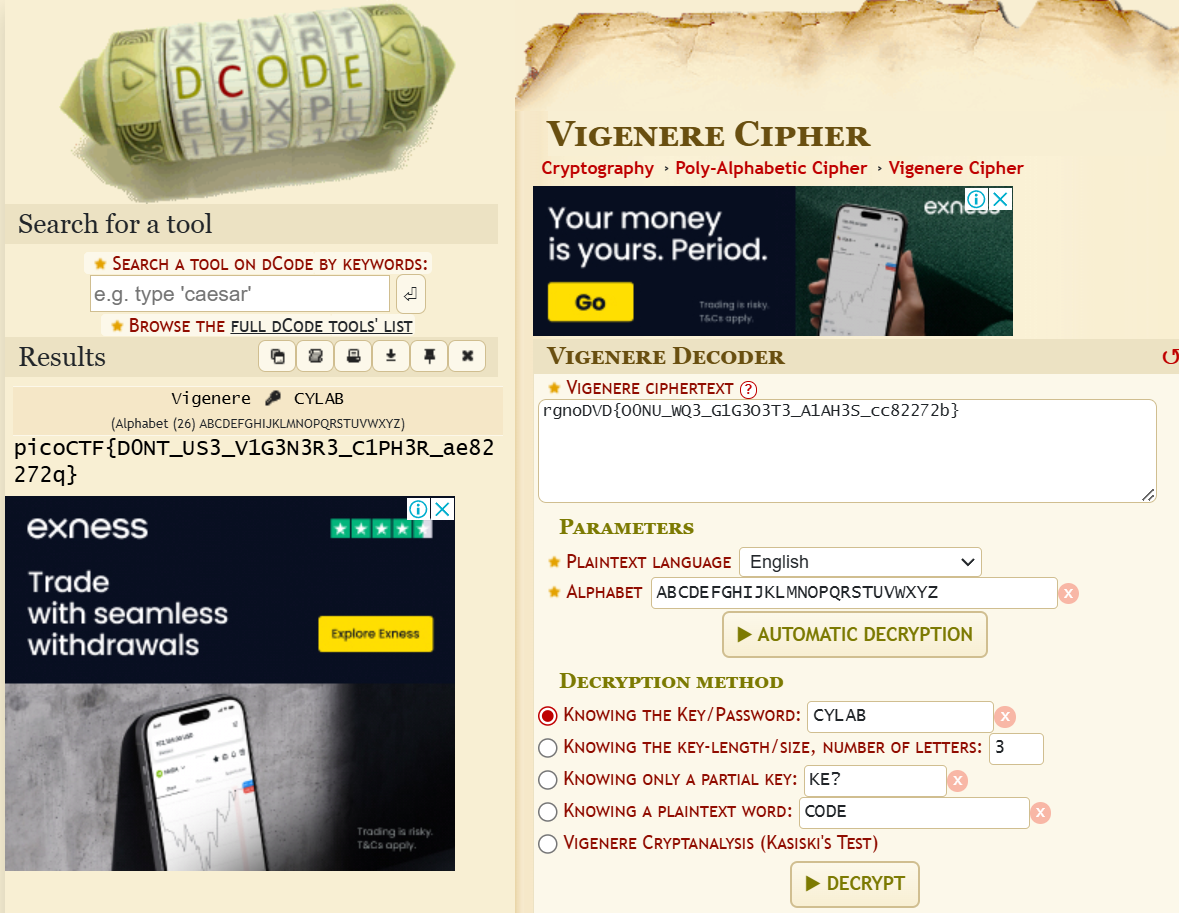 X Z V R T
D C O D E
E U X P L
Search for a tool
★ SEARCH A TOOL ON DCODE BY KEYWORDS:
e.g. type 'caesar'
★ BROWSE THE FULL DCODE TOOLS' LIST
Results
Vigenere CYLAB
(Alphabet (26) ABCDEFGHIJKLMNOPQRSTUVWXYZ)
picoCTF{D0NT_US3_V1G3N3R3_C1PH3R_ae82
272q}
exness
Trade
with seamless
withdrawals
Explore Exness
Trading is risky.
T&Cs apply.
VIGENERE CIPHER
Cryptography › Poly-Alphabetic Cipher › Vigenere Cipher
Your money
is yours. Period.
Go
Trading is risky.
T&Cs apply.
exness
VIGENERE DECODER
★ VIGENERE CIPHERTEXT ?
rgnoDVD{O0NU_WQ3_G1G3O3T3_A1AH3S_cc82272b}
PARAMETERS
★ PLAINTEXT LANGUAGE English
★ ALPHABET ABCDEFGHIJKLMNOPQRSTUVWXYZ x
▶ AUTOMATIC DECRYPTION
DECRYPTION METHOD
KNOWING THE KEY/PASSWORD: CYLAB x
KNOWING THE KEY-LENGTH/SIZE, NUMBER OF LETTERS: 3
KNOWING ONLY A PARTIAL KEY: KE? x
KNOWING A PLAINTEXT WORD: CODE x
VIGENERE CRYPTANALYSIS (KASISKI'S TEST)
▶ DECRYPT